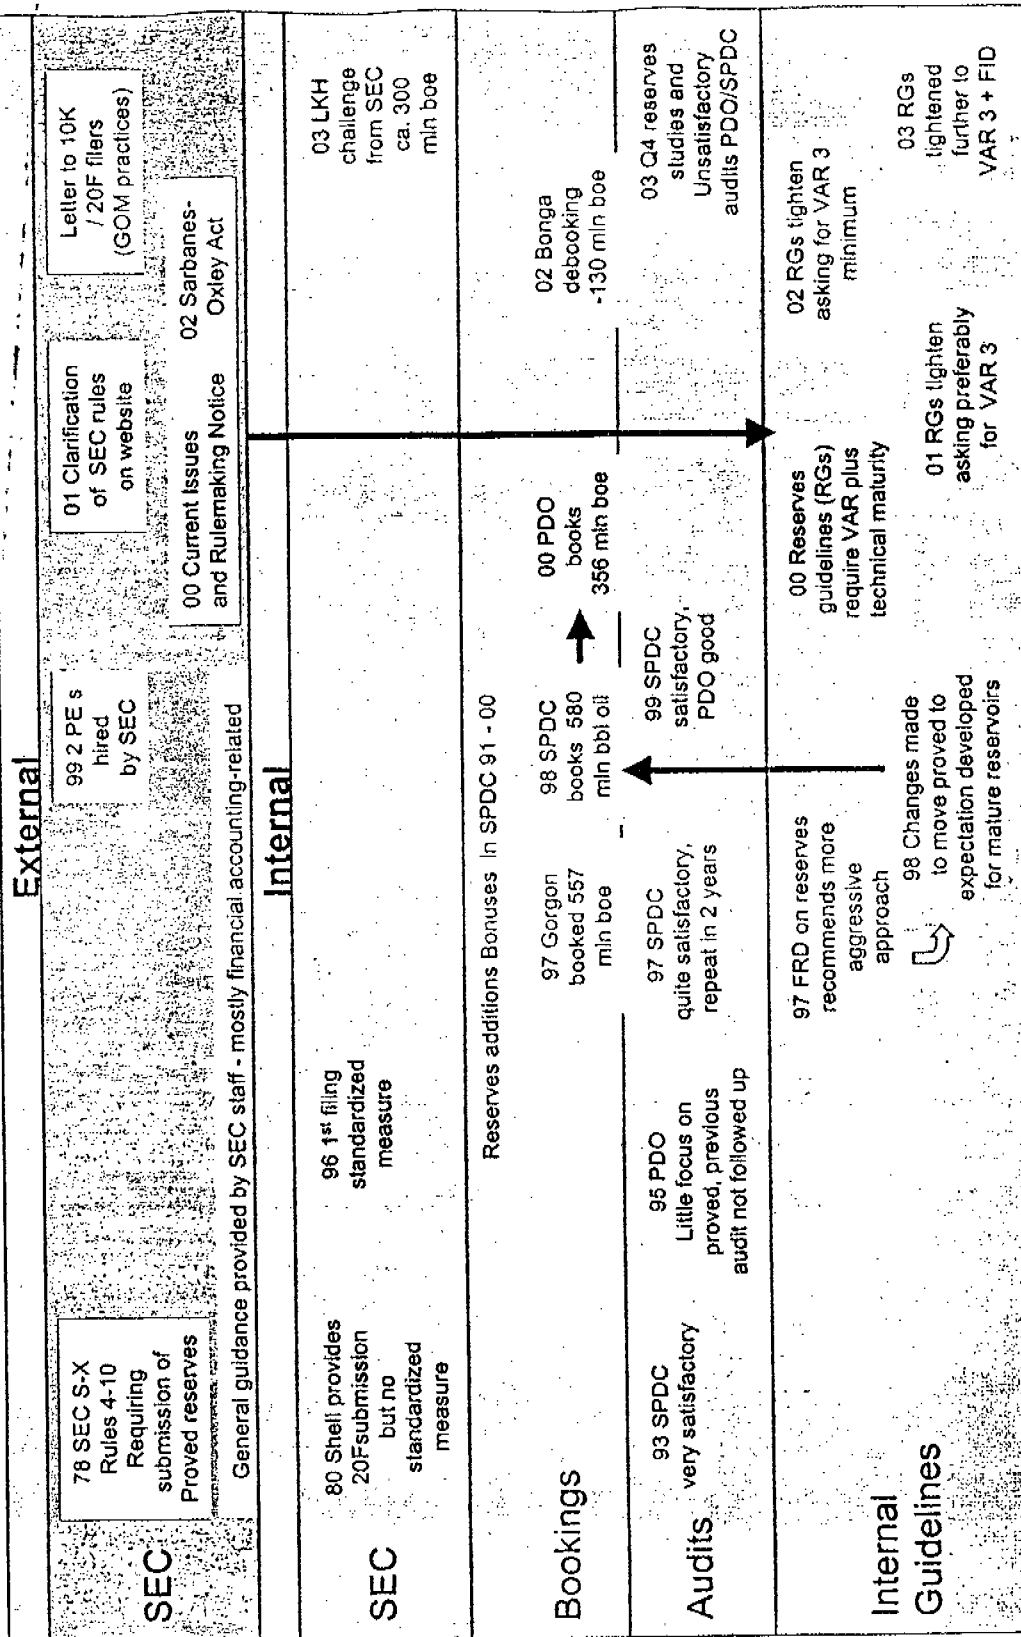 External
SEC
78 SEC S-X
Rules 4-10
Requiring
submission of
Proved reserves
99 2 PE s
hired
by SEC
01 Clarification
of SEC rules
on website
Letter to 10K
/ 20F filers
(GOM practices)
00 Current Issues
and Rulemaking Notice
02 Sarbanes-
Oxley Act
General guidance provided by SEC staff - mostly financial accounting-related
Internal
SEC
80 Shell provides
20Fsubmission
but no
standardized
measure
96 1st filing
standardized
measure
03 LKH
challenge
from SEC
ca. 300
mln boe
Bookings
Reserves additions Bonuses In SPDC 91 - 00
97 Gorgon
booked 557
mln boe
98 SPDC
books 580
mln bbl oil
00 PDO
books
356 mln boe
02 Bonga
debooking
-130 mln boe
Audits
93 SPDC
very satisfactory
95 PDO
Little focus on
proved, previous
audit not followed up
97 SPDC
quite satisfactory,
repeat in 2 years
99 SPDC
satisfactory,
PDO good
03 Q4 reserves
studies and
Unsatisfactory
audits PDO/SPDC
Internal
Guidelines
97 FRD on reserves
recommends more
aggressive
approach
98 Changes made
to move proved to
expectation developed
for mature reservoirs
00 Reserves
guidelines (RGs)
require VAR plus
technical maturity
01 RGs tighten
asking preferably
for VAR 3
02 RGs tighten
asking for VAR 3
minimum
03 RGs
tightened
further to
VAR 3 + FID